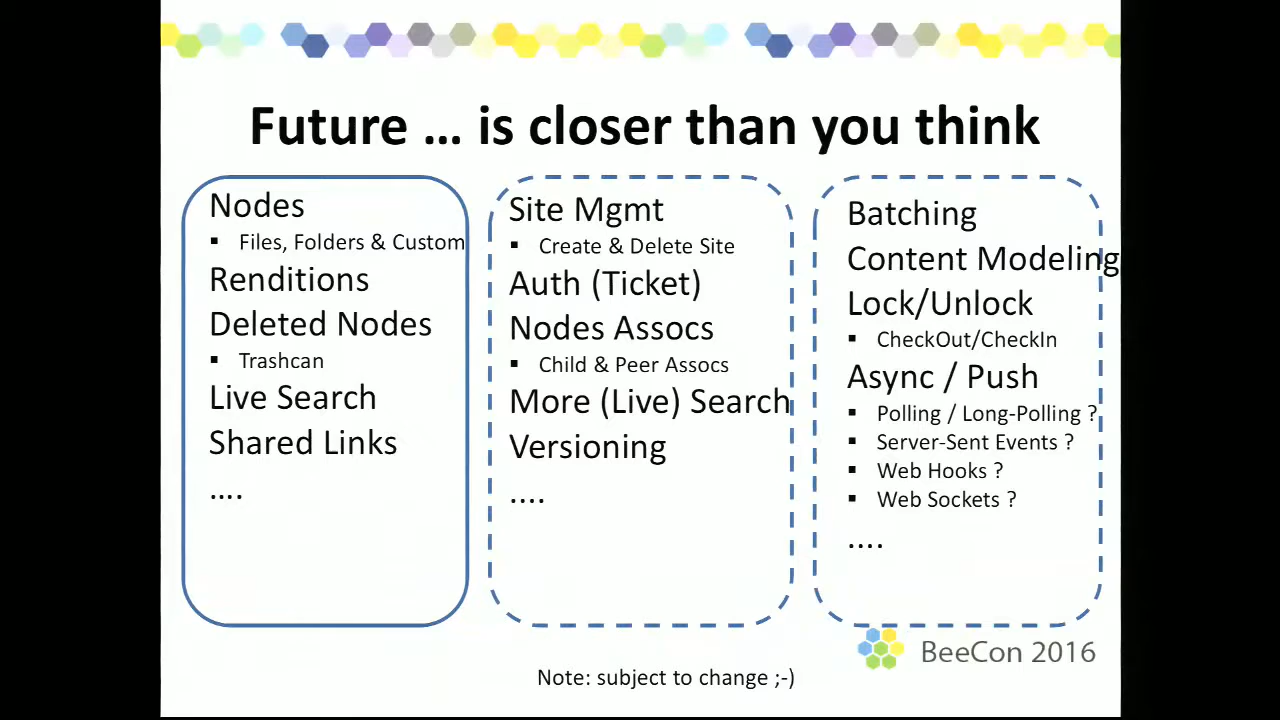 Future ... is closer than you think
Nodes
▪ Files, Folders & Custom
Renditions
Deleted Nodes
▪ Trashcan
Live Search
Shared Links
....
Site Mgmt
▪ Create & Delete Site
Auth (Ticket)
Nodes Assocs
▪ Child & Peer Assocs
More (Live) Search
Versioning
....
Batching
Content Modeling
Lock/Unlock
▪ CheckOut/CheckIn
Async / Push
▪ Polling / Long-Polling ?
▪ Server-Sent Events ?
▪ Web Hooks ?
▪ Web Sockets ?
....
BeeCon 2016
Note: subject to change ;-)